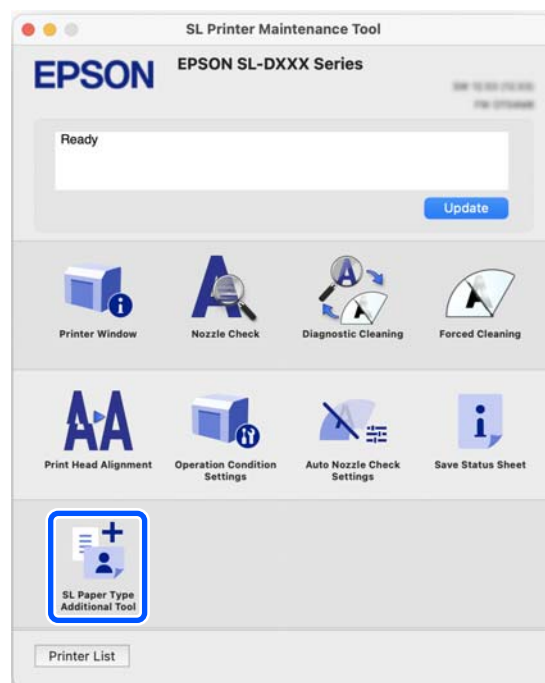 SL Printer Maintenance Tool
EPSON
EPSON SL-DXXX Series
Ready
Update
Printer Window
Nozzle Check
Diagnostic Cleaning
Forced Cleaning
Print Head Alignment
Operation Condition
Settings
Auto Nozzle Check
Settings
Save Status Sheet
SL Paper Type
Additional Tool
Printer List